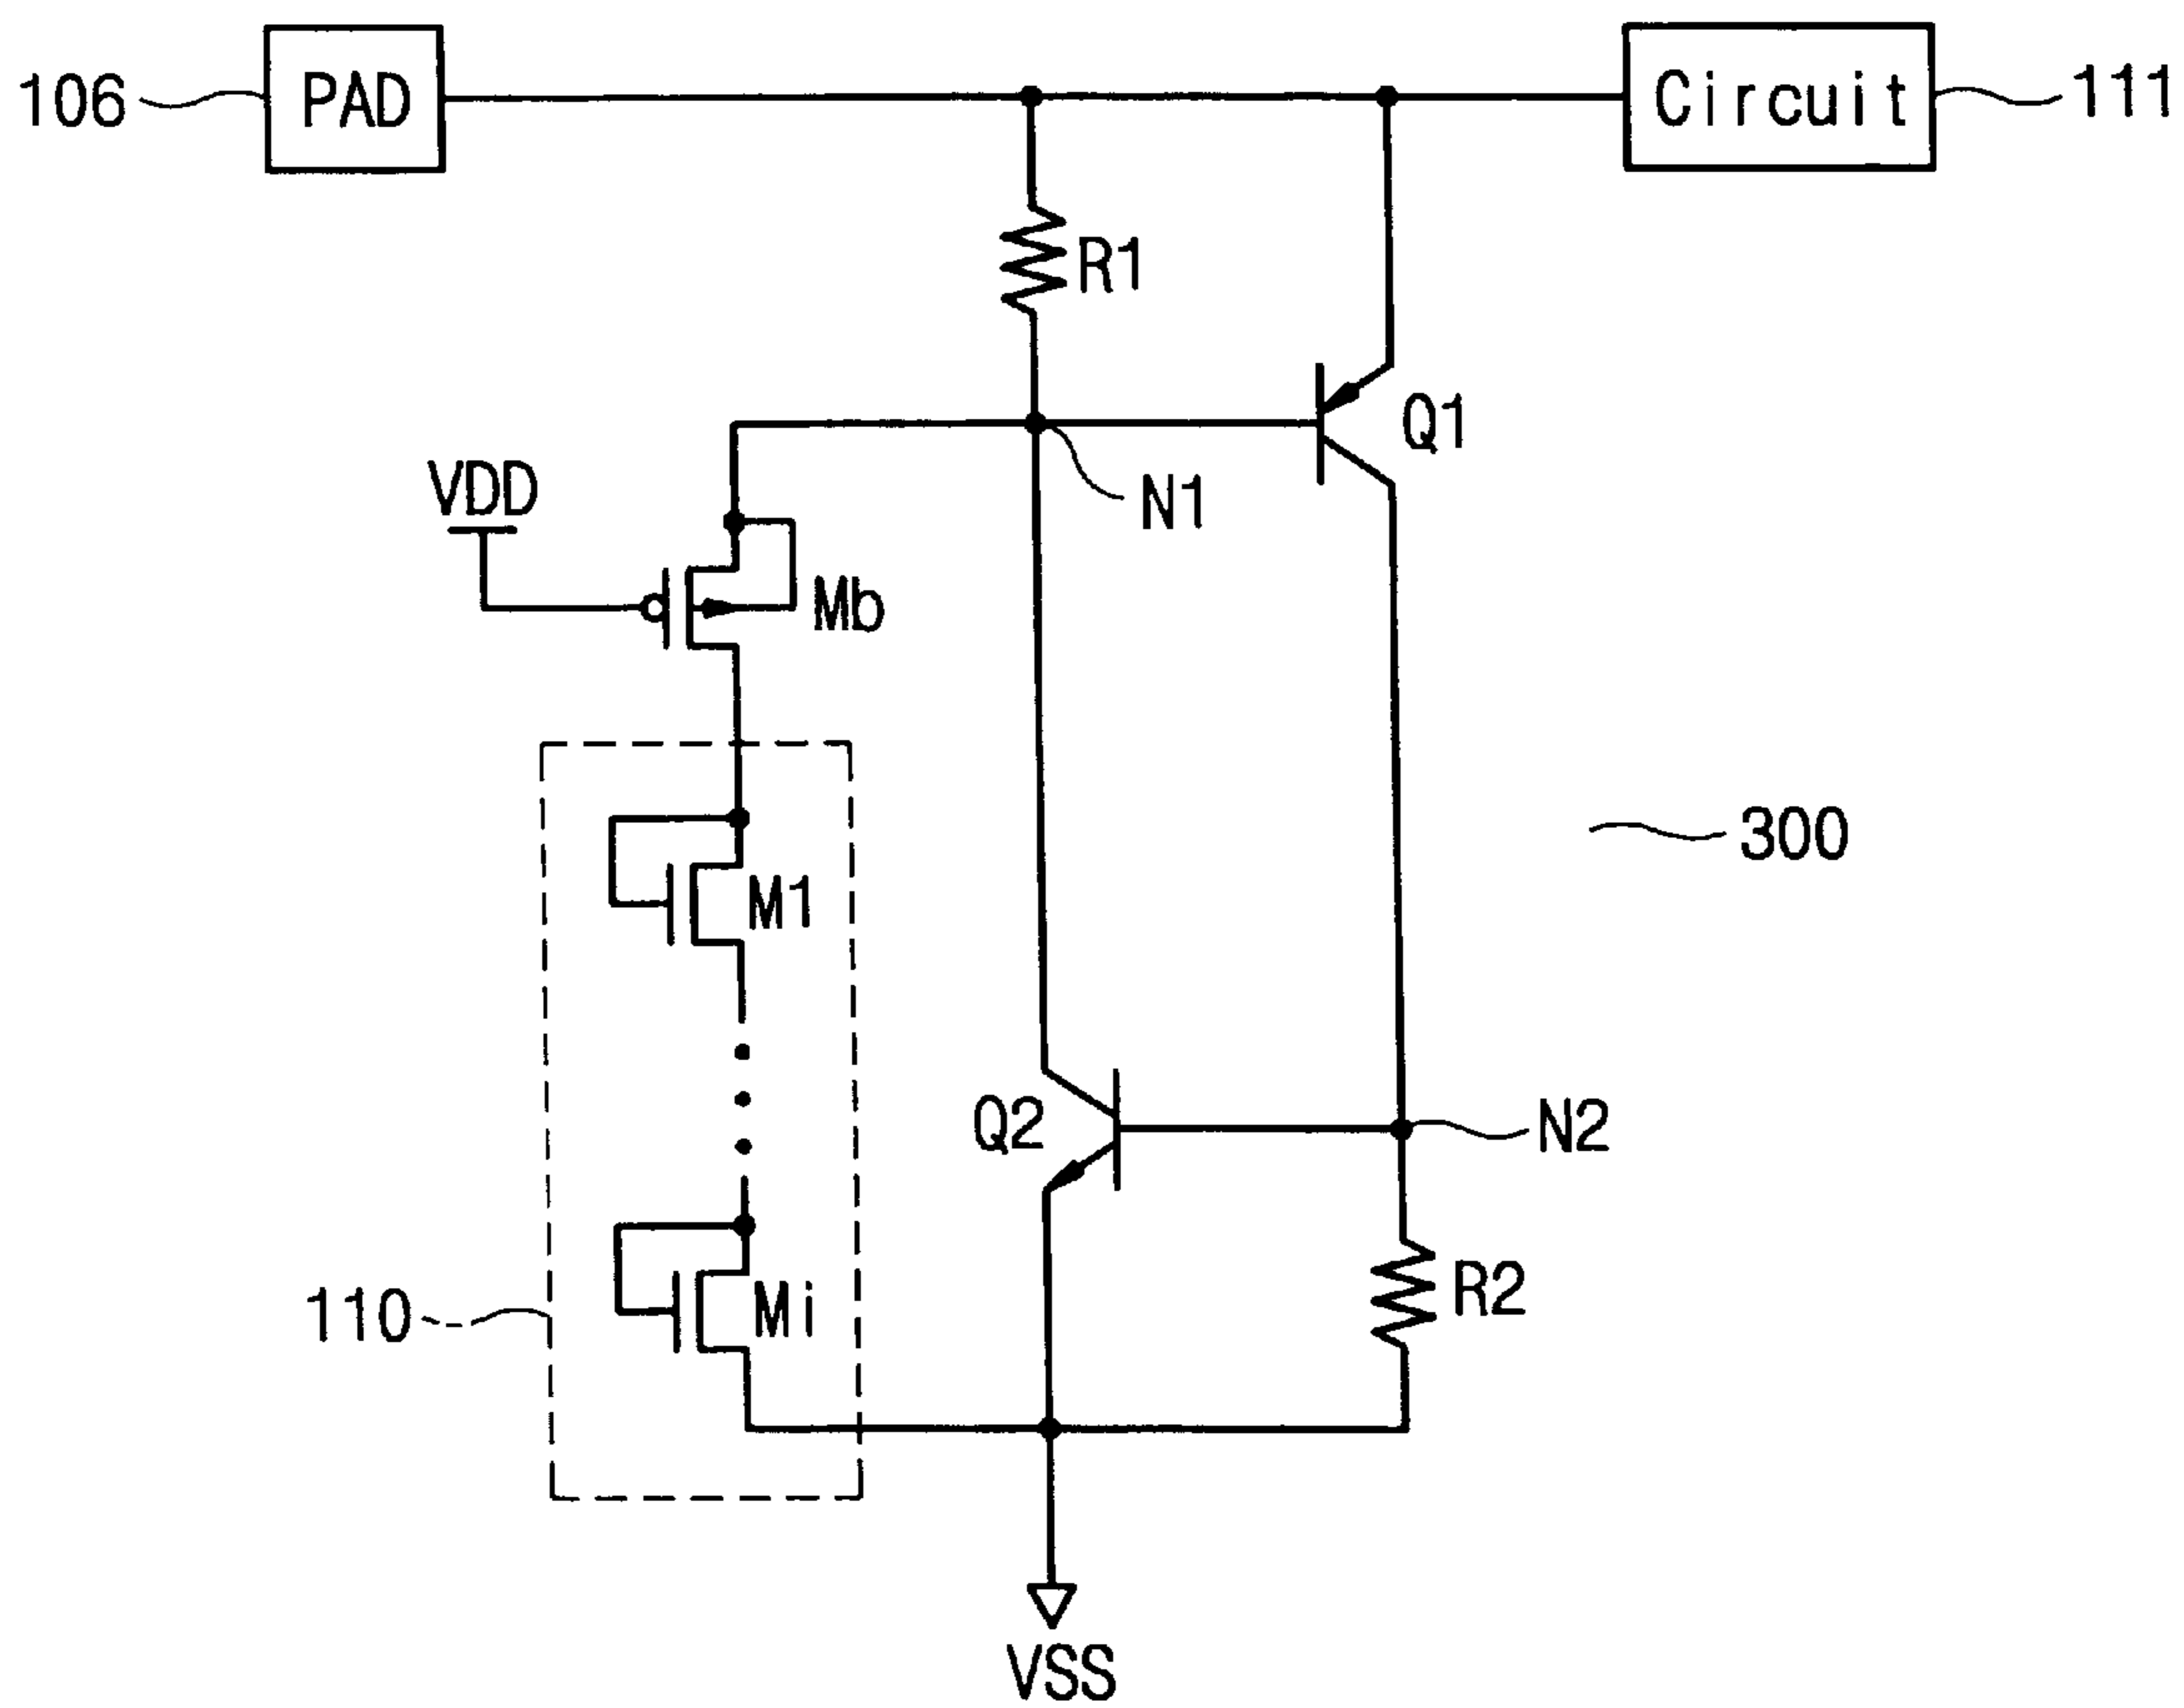 106
PAD
Circuit
111
R1
Q1
VDD
N1
Mb
M1
300
Q2
N2
110
Mi
R2
VSS